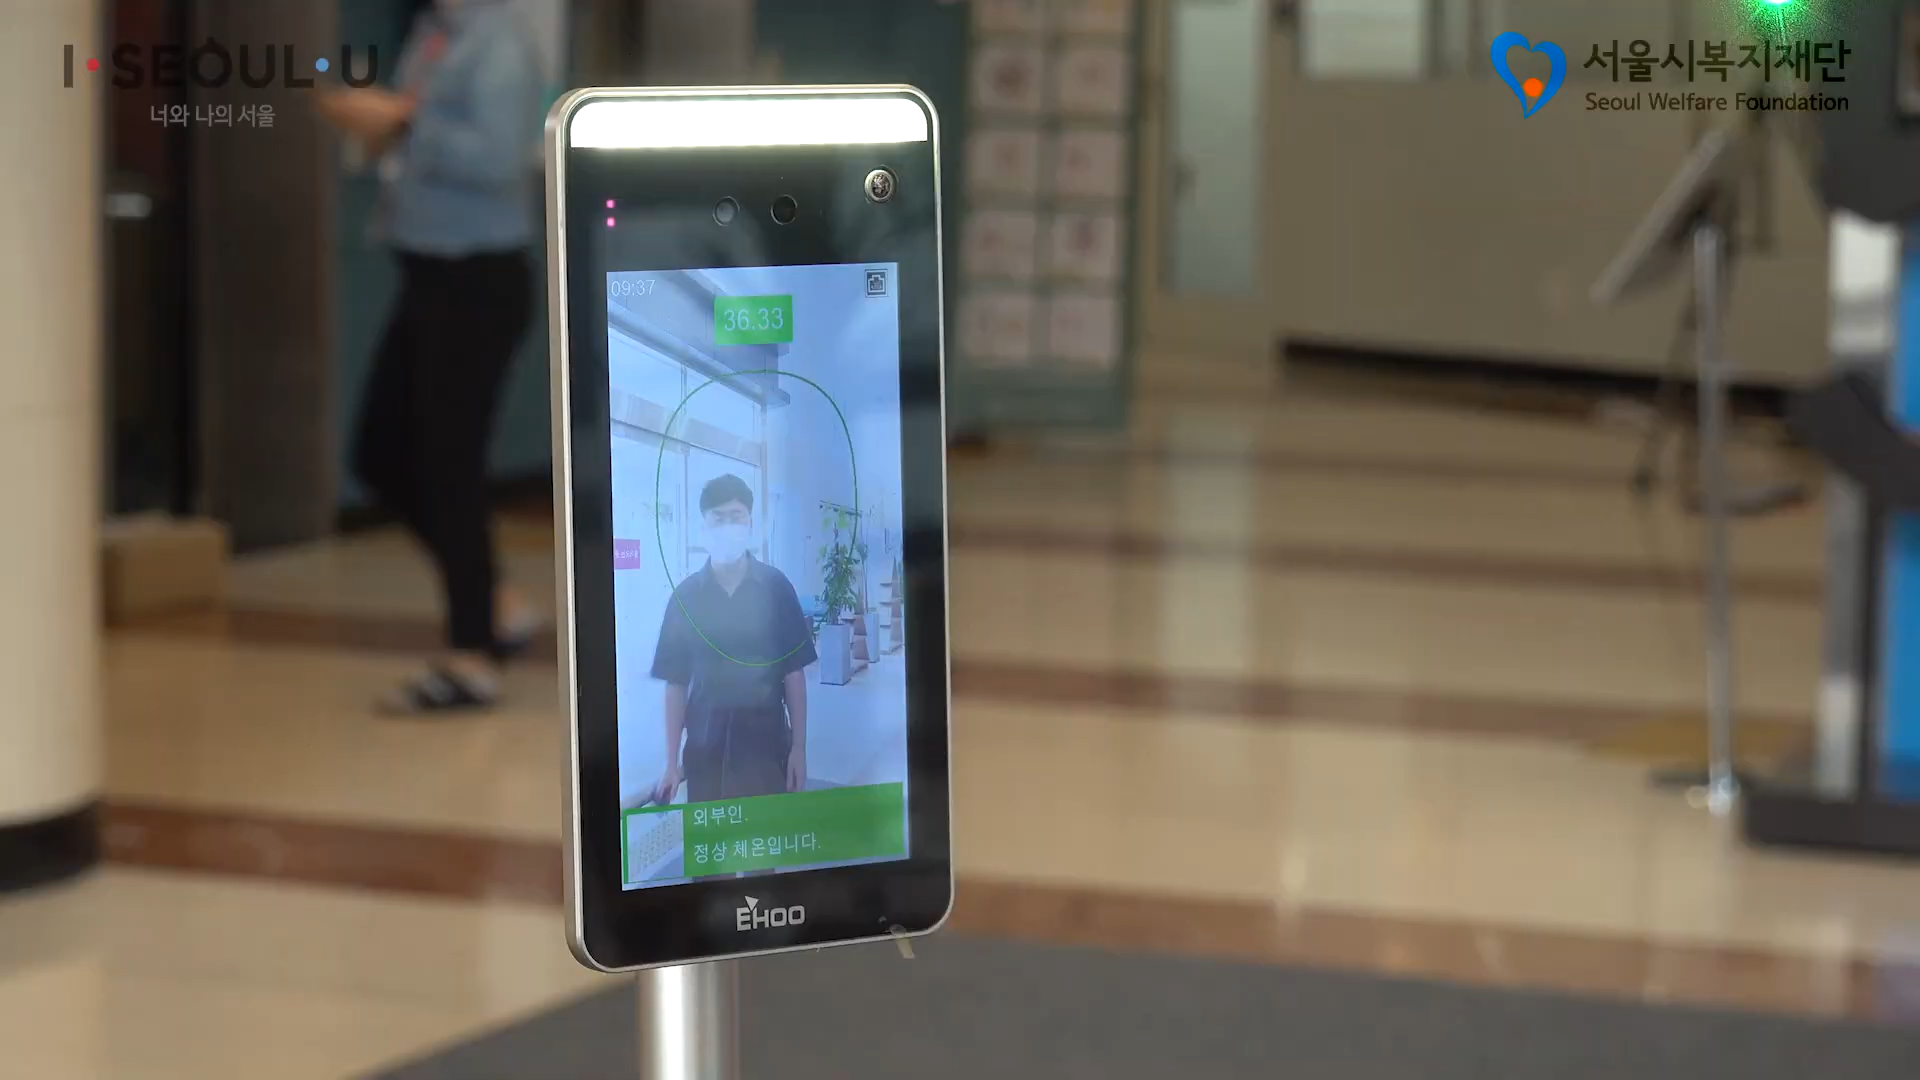 I·SEOUL·U
너와 나의 서울
서울시복지재단
Seoul Welfare Foundation
09:37
36.33
외부인.
정상 체온입니다.
EHOO